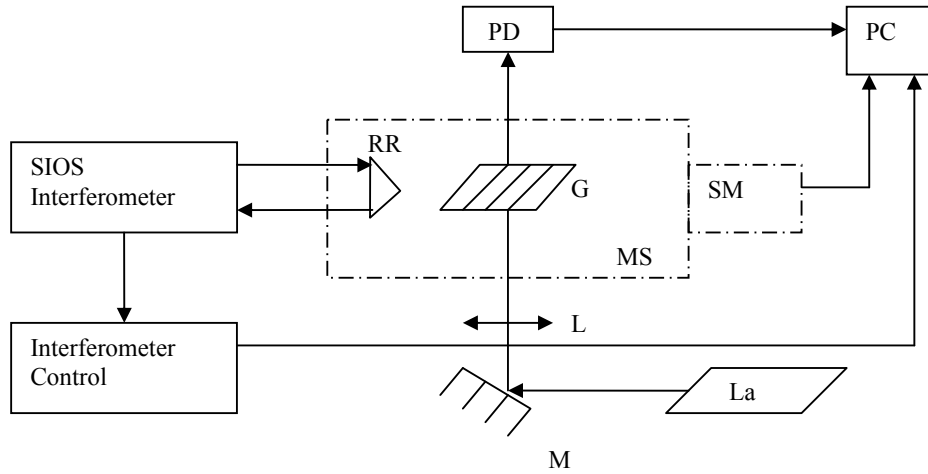 PD
PC
RR
SIOS
Interferometer
G
SM
MS
L
Interferometer
Control
La
M